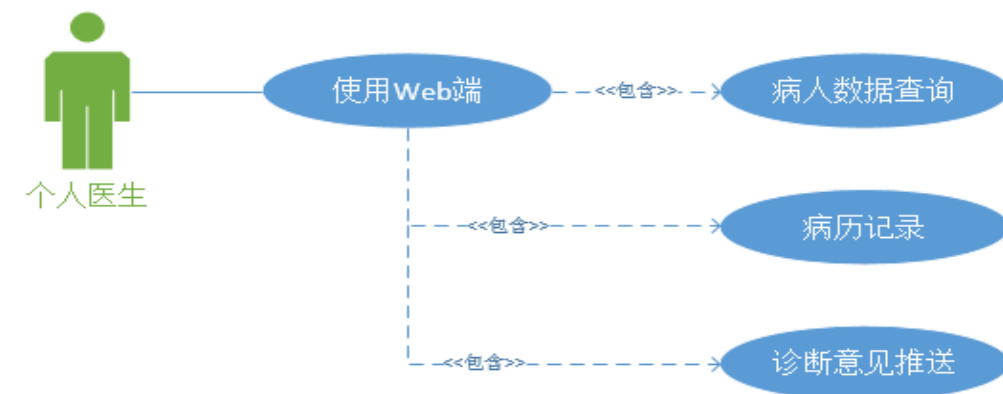 使用Web端
<<包含>>
病人数据查询
个人医生
<<包含>>
病历记录
<<包含>>
诊断意见推送